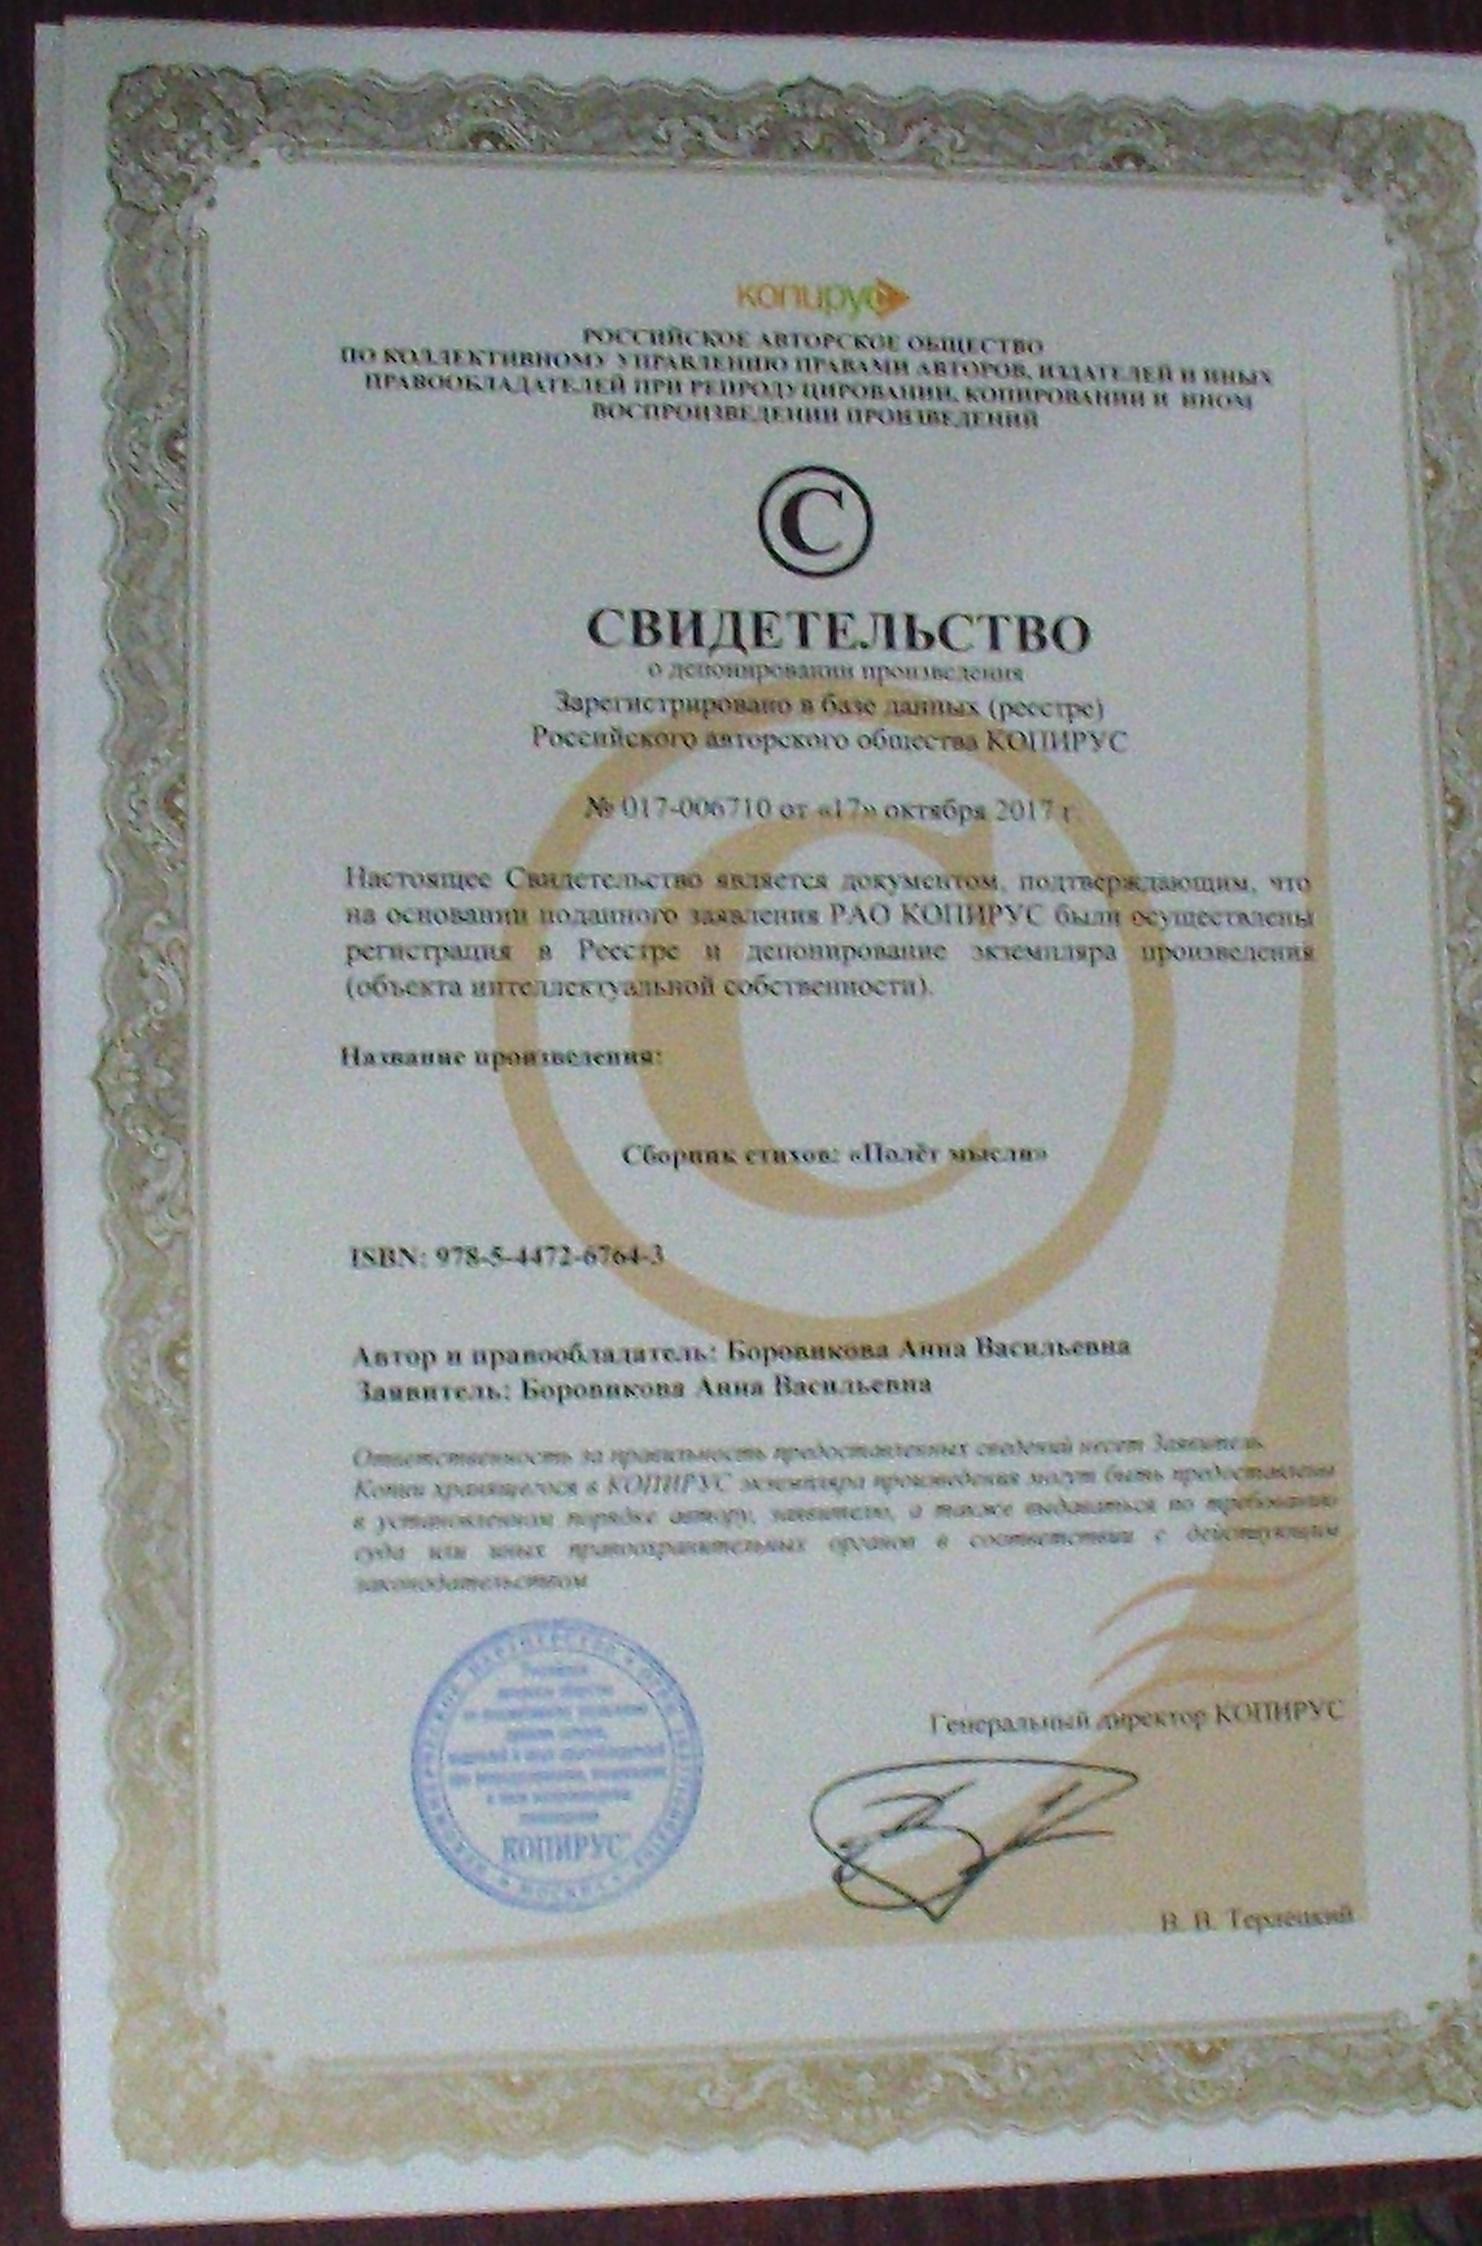 копирус
РОССИЙСКОЕ АВТОРСКОЕ ОБЩЕСТВО
ПО КОЛЛЕКТИВНОМУ УПРАВЛЕНИЮ ПРАВАМИ АВТОРОВ, ИЗДАТЕЛЕЙ И ИНЫХ
ПРАВООБЛАДАТЕЛЕЙ ПРИ РЕПРОДУЦИРОВАНИИ, КОПИРОВАНИИ И ИНОМ
ВОСПРОИЗВЕДЕНИИ ПРОИЗВЕДЕНИЙ
©
СВИДЕТЕЛЬСТВО
о депонировании произведения
Зарегистрировано в базе данных (реестре)
Российского авторского общества КОПИРУС
№ 017-006710 от «17» октября 2017 г.
Настоящее Свидетельство является документом, подтверждающим, что
на основании поданного заявления РАО КОПИРУС были осуществлены
регистрация в Реестре и депонирование экземпляра произведения
(объекта интеллектуальной собственности).
Название произведения:
Сборник стихов: «Полёт мысли»
ISBN: 978-5-4472-6764-3
Автор и правообладатель: Боровикова Анна Васильевна
Заявитель: Боровикова Анна Васильевна
Ответственность за правильность предоставленных сведений несет Заявитель.
Копии хранящегося в КОПИРУС экземпляра произведения могут быть предоставлены
в установленном порядке автору, заявителю, а также выдаваться по требованию
суда или иных правоохранительных органов в соответствии с действующим
законодательством
Генеральный директор КОПИРУС
КОПИРУС
МОСКВА
В. В. Терлецкий